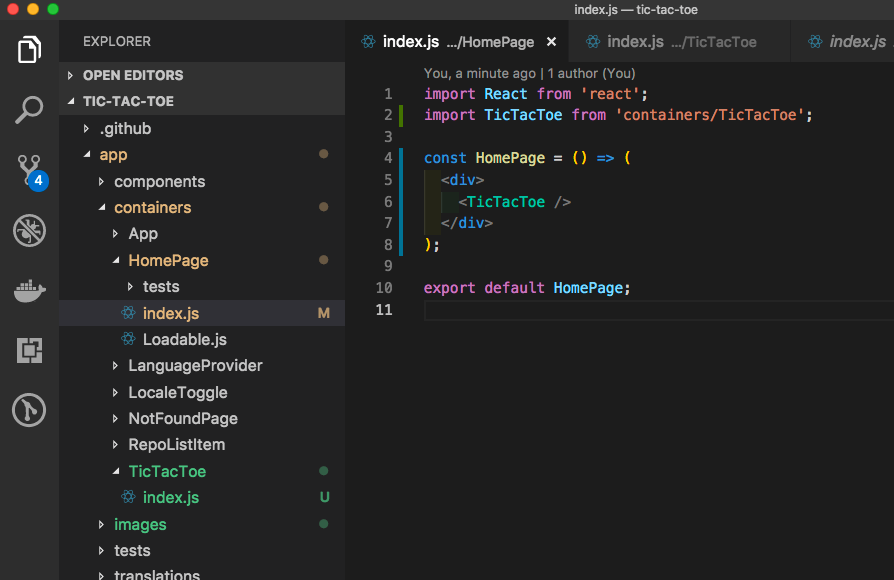 index.js — tic-tac-toe
EXPLORER
OPEN EDITORS
TIC-TAC-TOE
.github
app
components
containers
App
HomePage
tests
index.js M
Loadable.js
LanguageProvider
LocaleToggle
NotFoundPage
RepoListItem
TicTacToe
index.js U
images
tests
translations
4
index.js .../HomePage × index.js .../TicTacToe index.js
You, a minute ago | 1 author (You)
1 import React from 'react';
2 import TicTacToe from 'containers/TicTacToe';
3
4 const HomePage = () => (
5 <div>
6 <TicTacToe />
7 </div>
8 );
9
10 export default HomePage;
11